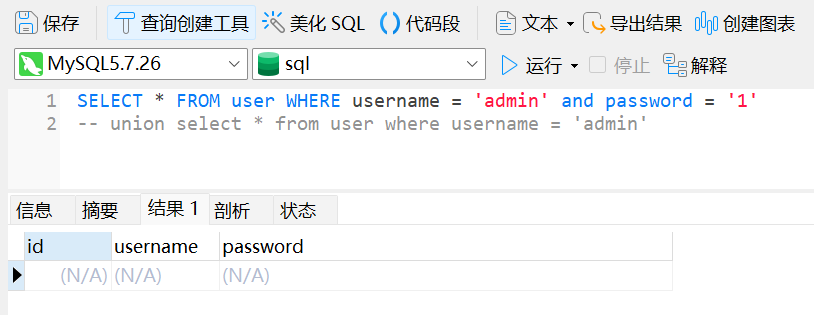 保存 查询创建工具 美化 SQL 代码段 文本 导出结果 创建图表
MySQL5.7.26 sql 运行 停止 解释
1 SELECT * FROM user WHERE username = 'admin' and password = '1'
2 -- union select * from user where username = 'admin'
信息 摘要 结果 1 剖析 状态
id username password
(N/A) (N/A) (N/A)